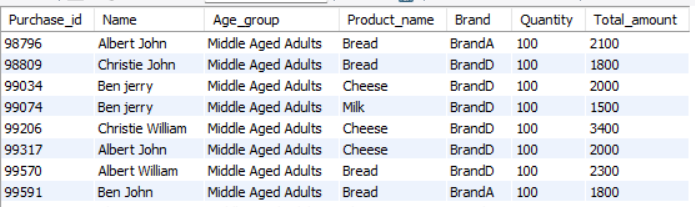 Purchase_id Name Age_group Product_name Brand Quantity Total_amount
98796 Albert John Middle Aged Adults Bread BrandA 100 2100
98809 Christie John Middle Aged Adults Bread BrandD 100 1800
99034 Ben jerry Middle Aged Adults Cheese BrandD 100 2000
99074 Ben jerry Middle Aged Adults Milk BrandD 100 1500
99206 Christie William Middle Aged Adults Cheese BrandD 100 3400
99317 Albert John Middle Aged Adults Cheese BrandD 100 2000
99570 Albert William Middle Aged Adults Bread BrandD 100 2300
99591 Ben John Middle Aged Adults Bread BrandA 100 1800